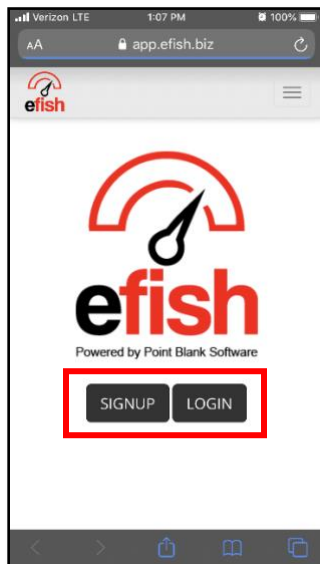 Verizon LTE 1:07 PM 100%
AA app.efish.biz
efish
efish
Powered by Point Blank Software
SIGNUP LOGIN